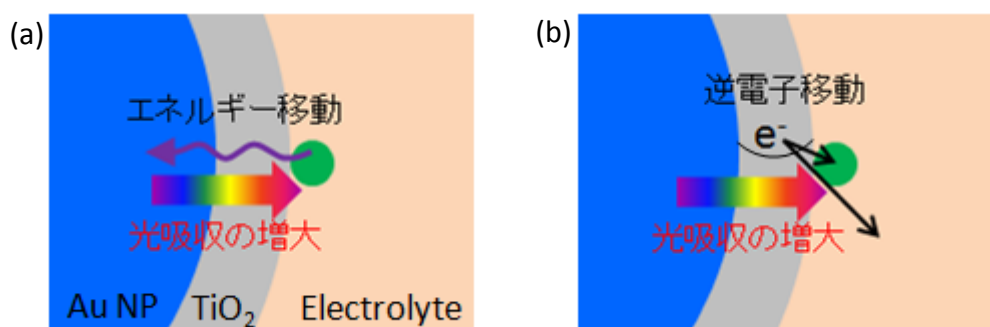 (a)
エネルギー移動
光吸収の増大
Au NP TiO₂ Electrolyte
(b)
逆電子移動
e⁻
光吸収の増大